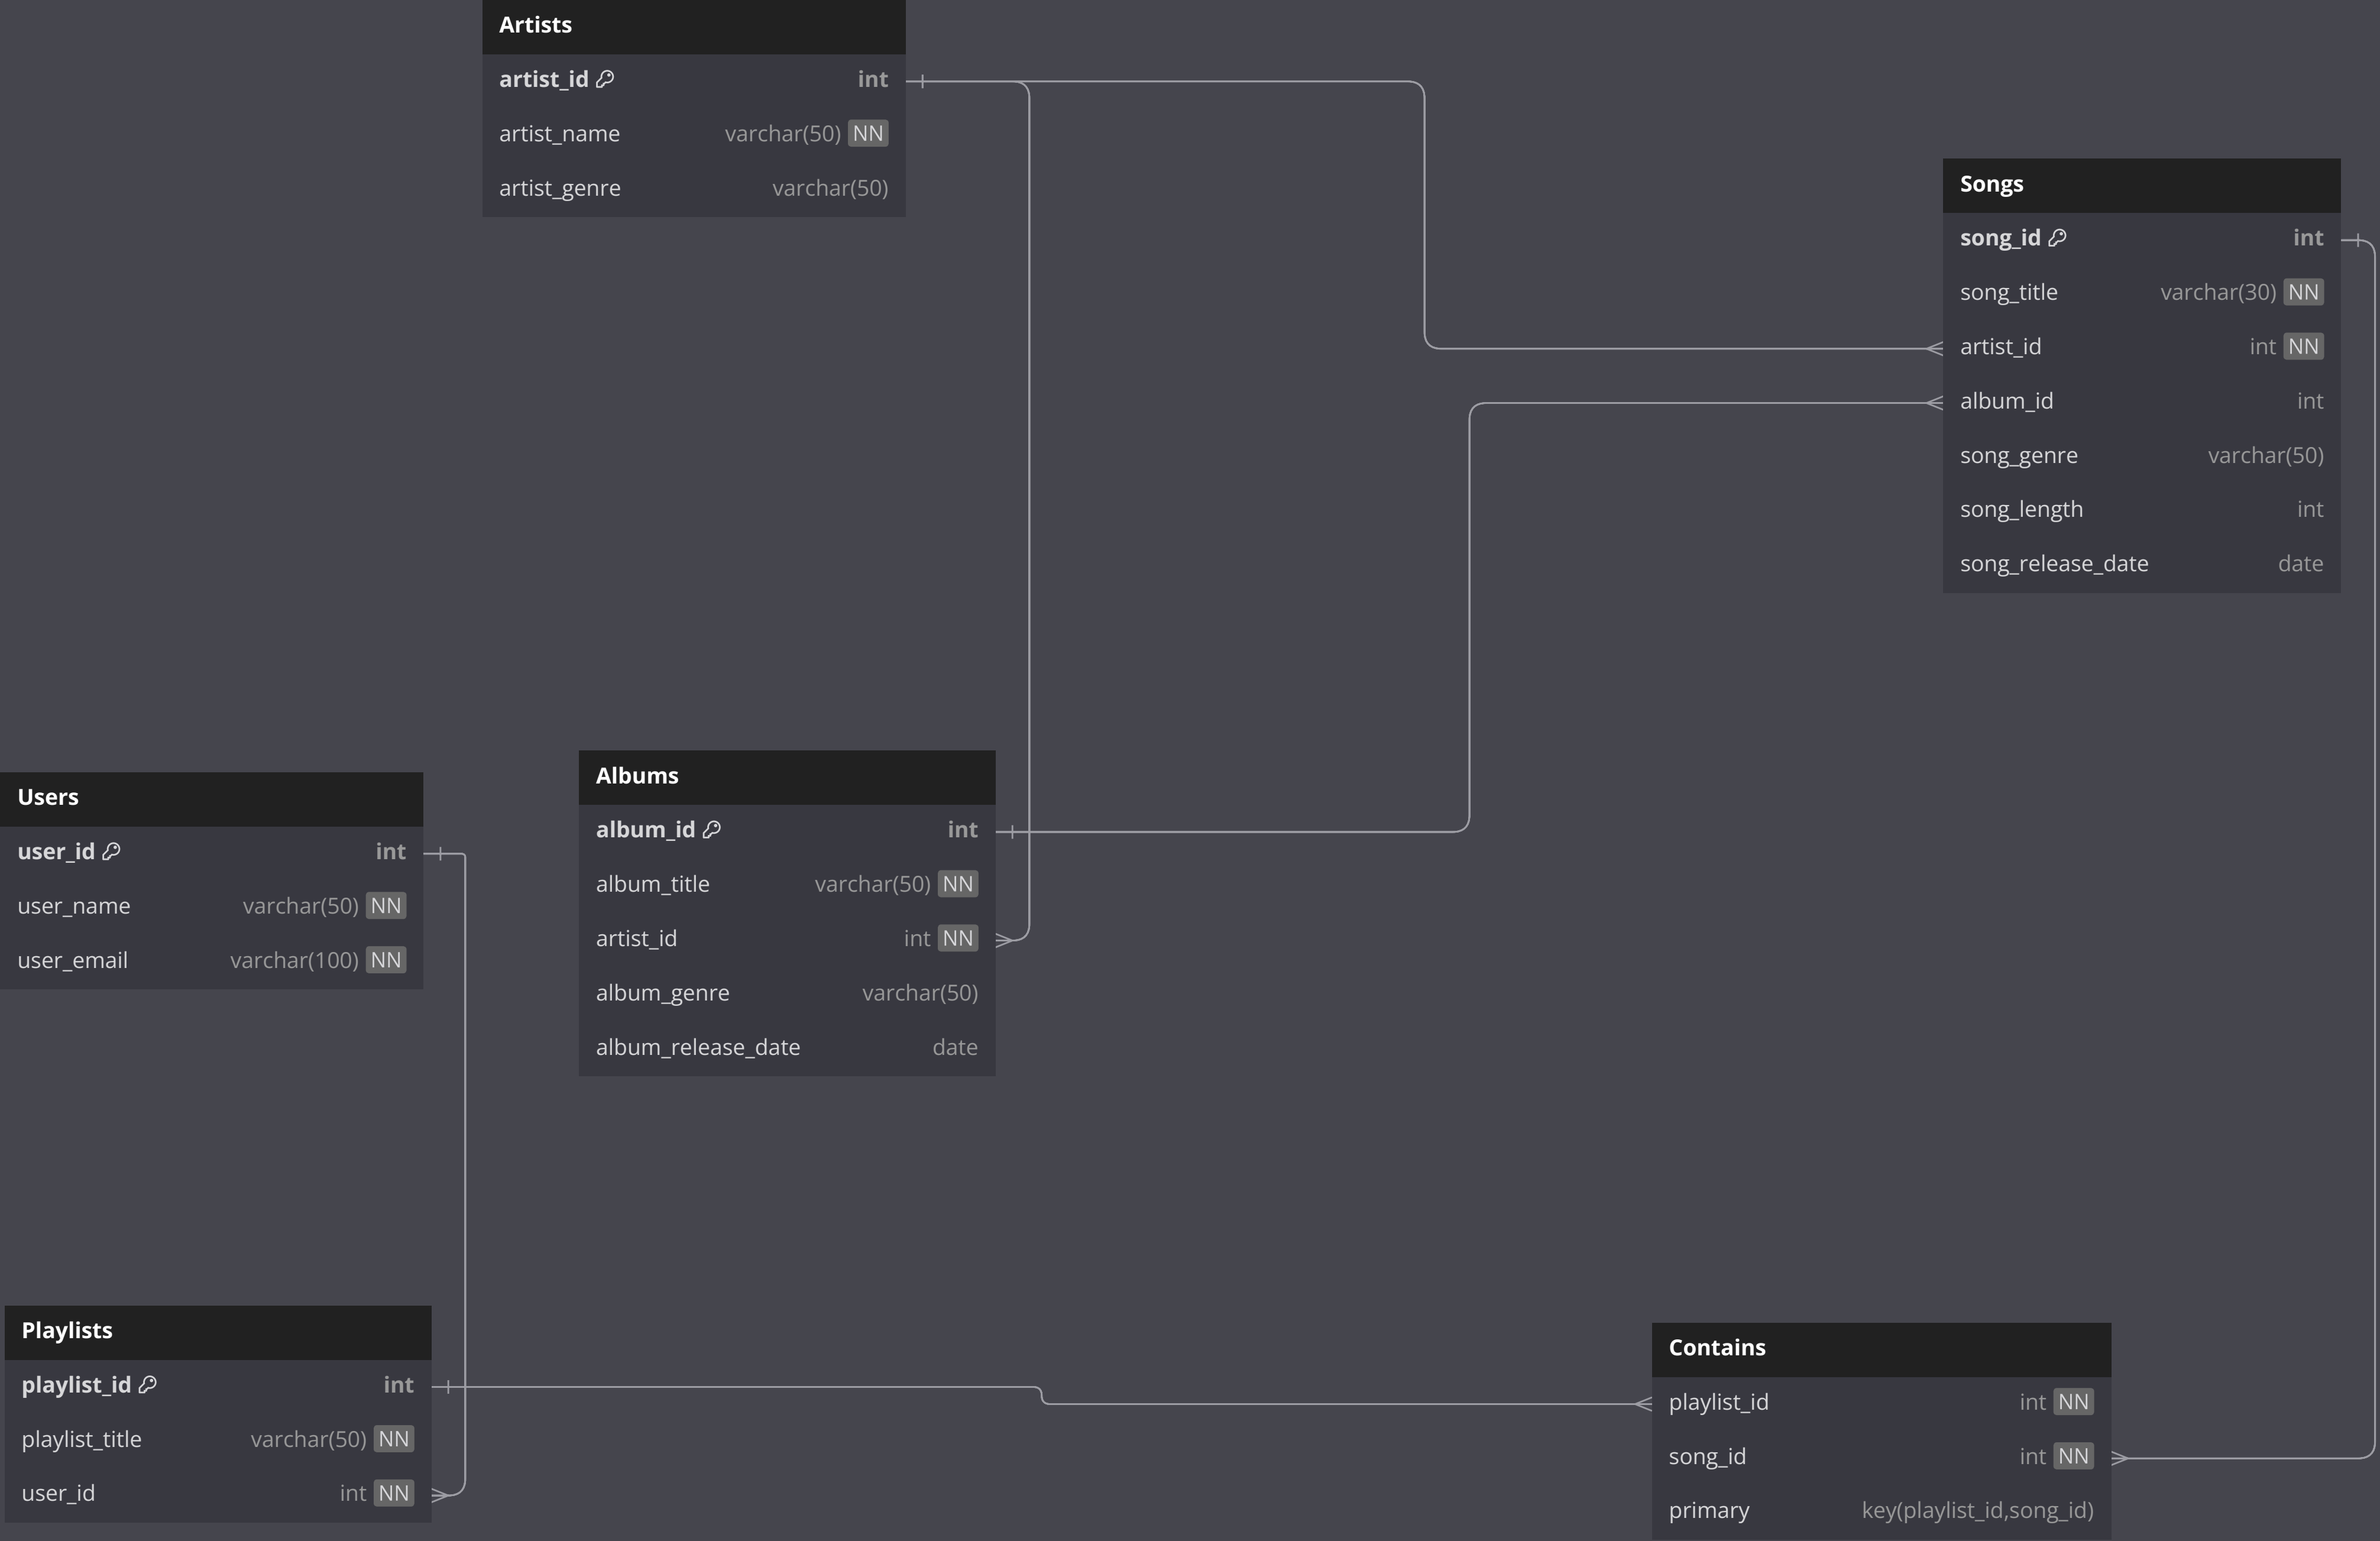 Artists
artist_id int
artist_name varchar(50) NN
artist_genre varchar(50)
Songs
song_id int
song_title varchar(30) NN
artist_id int NN
album_id int
song_genre varchar(50)
song_length int
song_release_date date
Users
user_id int
user_name varchar(50) NN
user_email varchar(100) NN
Albums
album_id int
album_title varchar(50) NN
artist_id int NN
album_genre varchar(50)
album_release_date date
Playlists
playlist_id int
playlist_title varchar(50) NN
user_id int NN
Contains
playlist_id int NN
song_id int NN
primary key(playlist_id,song_id)